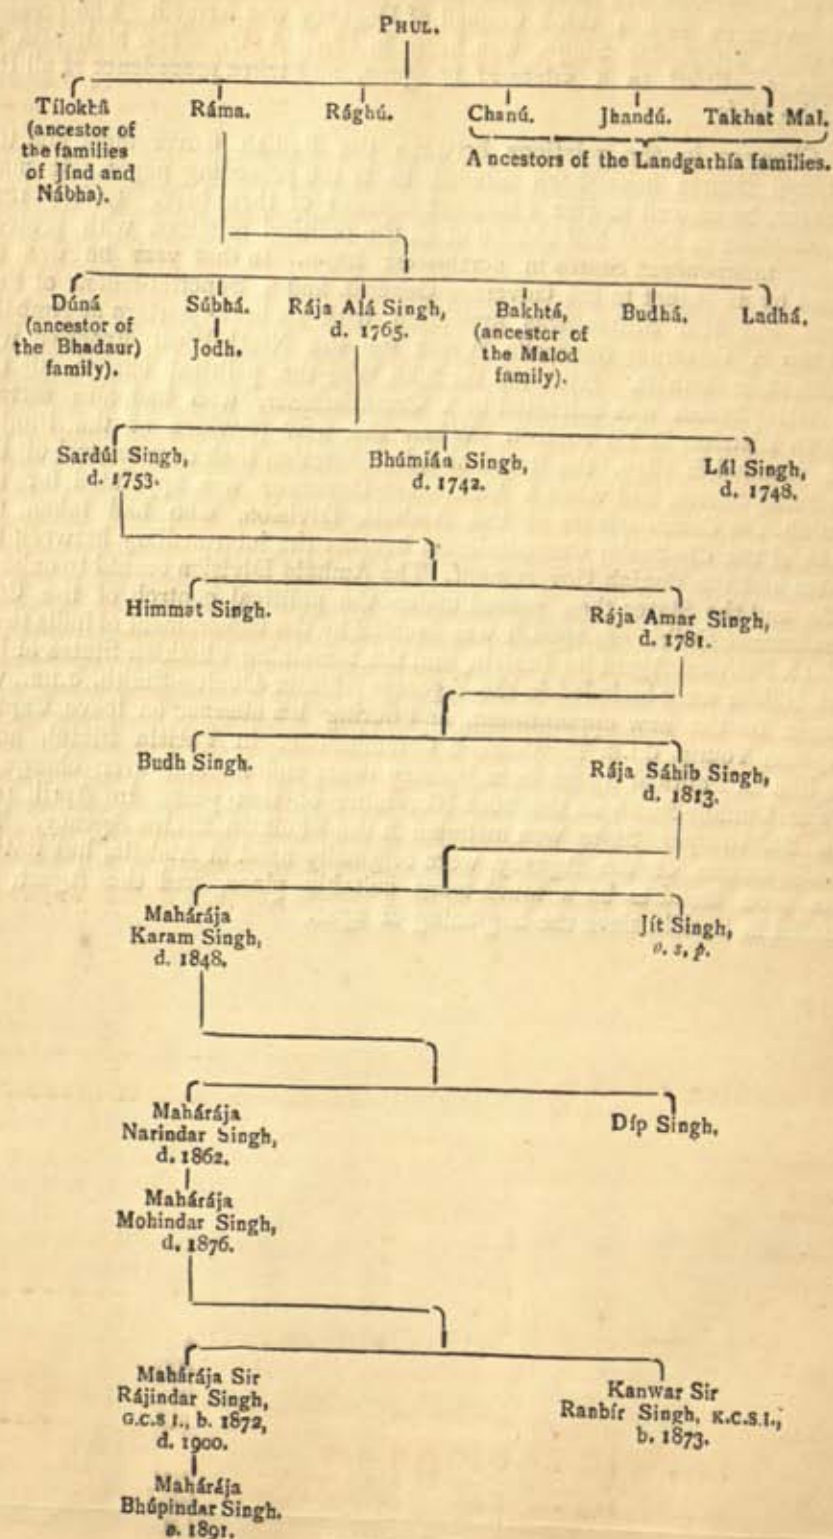 PHUL.
Tílokhá
(ancestor of
the families
of Jínd and
Nábha).
Ráma.
Rághú.
Chanú.
Jhandú.
Takhat Mal.
Ancestors of the Landgarhía families.
Dúná
(ancestor of
the Bhadaur)
family).
Súbhá.
Jodh.
Rája Alá Singh,
d. 1765.
Bakhtá,
(ancestor of
the Malod
family).
Budhá.
Ladhá.
Sardúl Singh,
d. 1753.
Bhúmián Singh,
d. 1742.
Lál Singh,
d. 1748.
Himmat Singh.
Rája Amar Singh,
d. 1781.
Budh Singh.
Rája Sáhib Singh,
d. 1813.
Mahárája
Karam Singh,
d. 1848.
Jít Singh,
o. s. p.
Mahárája
Narindar Singh,
d. 1862.
Díp Singh.
Mahárája
Mohindar Singh,
d. 1876.
Mahárája Sir
Rájindar Singh,
G.C.S I., b. 1872,
d. 1900.
Kanwar Sir
Ranbír Singh, K.C.S.I.,
b. 1873.
Mahárája
Bhúpindar Singh.
1891.